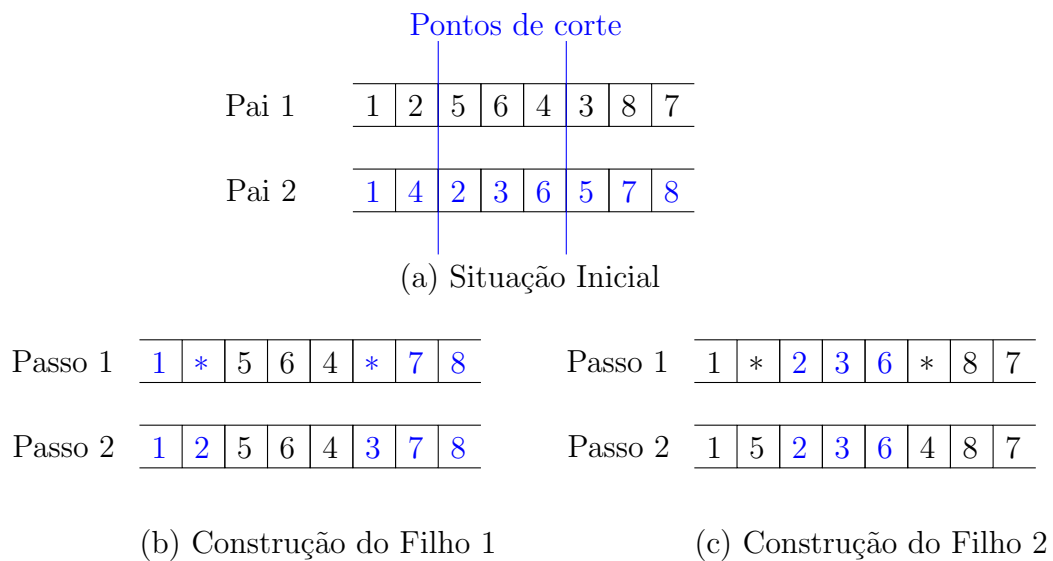 Pontos de corte
Pai 1 1 2 5 6 4 3 8 7
Pai 2 1 4 2 3 6 5 7 8
(a) Situação Inicial
Passo 1 1 * 5 6 4 * 7 8
Passo 2 1 2 5 6 4 3 7 8
(b) Construção do Filho 1
Passo 1 1 * 2 3 6 * 8 7
Passo 2 1 5 2 3 6 4 8 7
(c) Construção do Filho 2